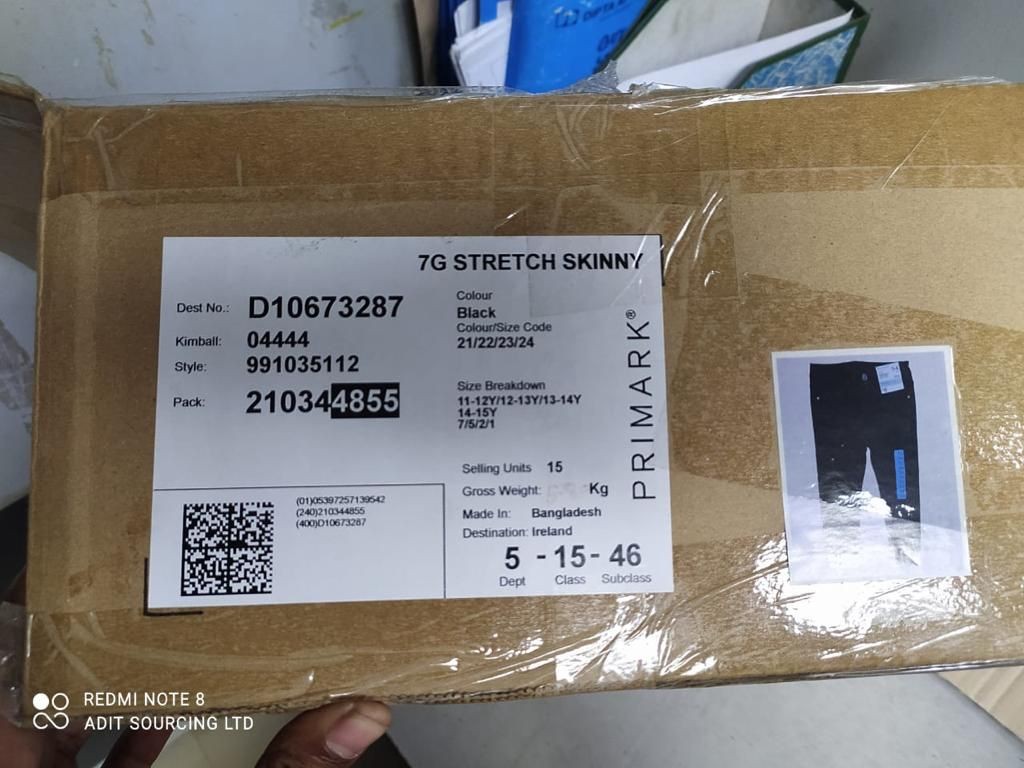 7G STRETCH SKINNY
Dest No.: D10673287
Kimball: 04444
Style: 991035112
Pack: 210344855
Colour
Black
Colour/Size Code
21/22/23/24
Size Breakdown
11-12Y/12-13Y/13-14Y
14-15Y
7/5/2/1
Selling Units 15
Gross Weight: Kg
Made In: Bangladesh
Destination: Ireland
5 - 15 - 46
Dept Class Subclass
PRIMARK®
(01)05397257139542
(240)210344855
(400)D10673287
REDMI NOTE 8
ADIT SOURCING LTD